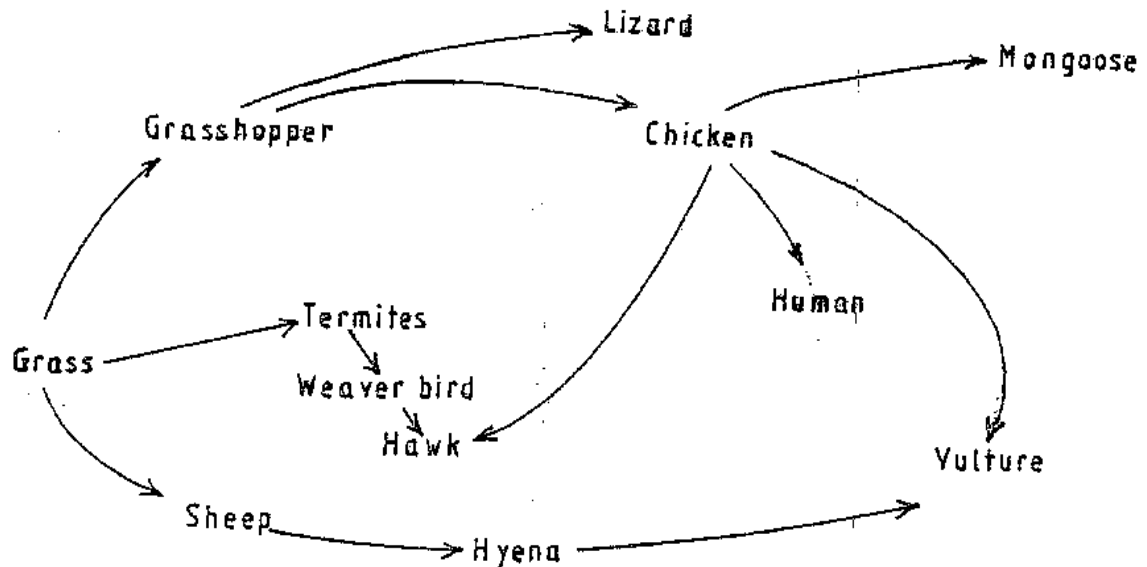 Lizard
Mongoose
Grasshopper
Chicken
Human
Termites
Grass
Weaver bird
Hawk
Vulture
Sheep
Hyena